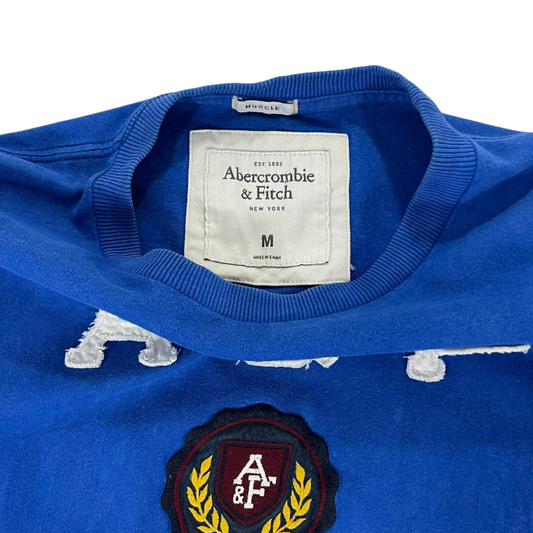 MUSCLE
EST. 1892
Abercrombie
& Fitch
NEW YORK
M
MADE IN CHINA
A & F
A
&F